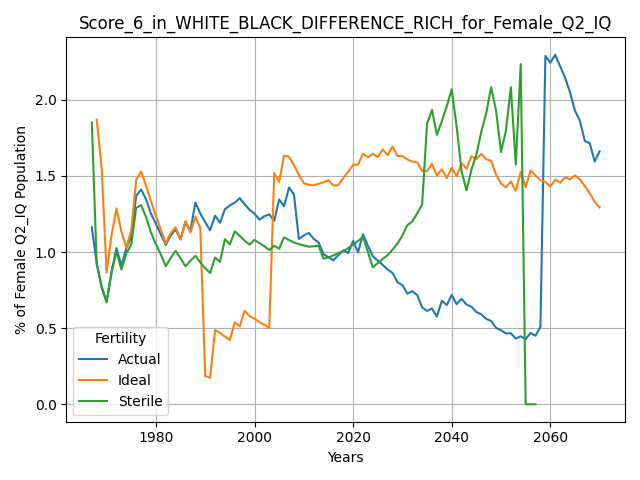 Score_6_in_WHITE_BLACK_DIFFERENCE_RICH_for_Female_Q2_IQ
% of Female Q2_IQ Population
2.0
1.5
1.0
0.5
0.0
Fertility
Actual
Ideal
Sterile
1980
2000
2020
2040
2060
Years